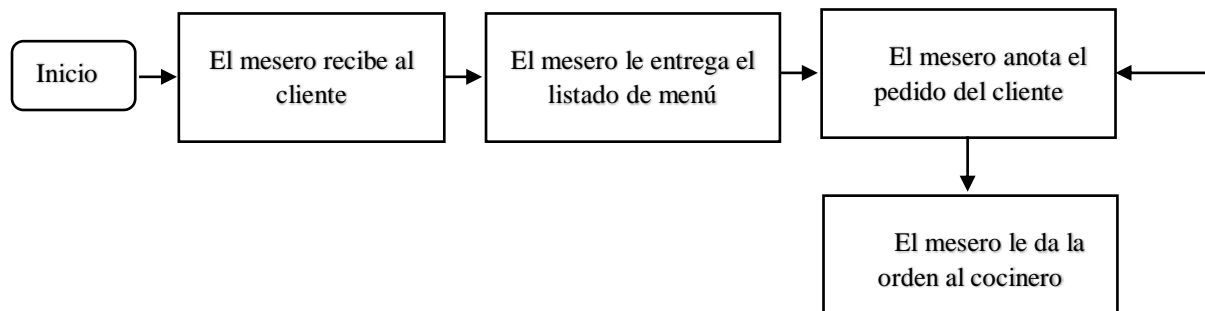 Inicio
El mesero recibe al
cliente
El mesero le entrega el
listado de menú
El mesero anota el
pedido del cliente
El mesero le da la
orden al cocinero